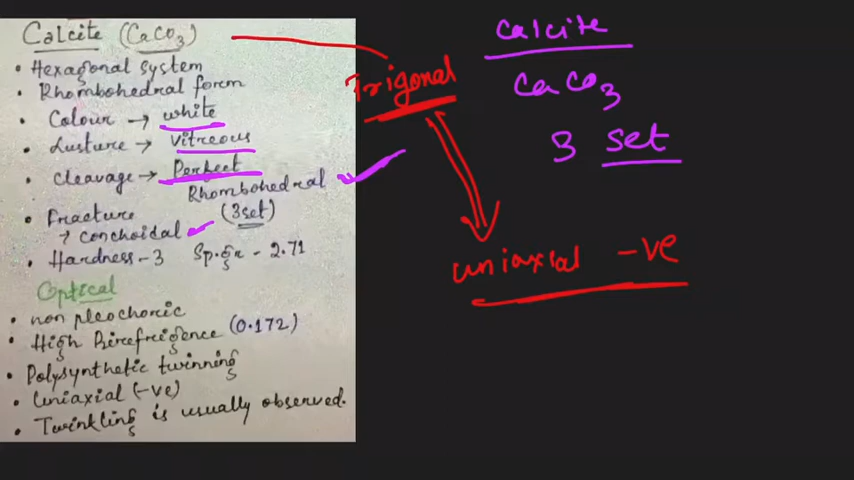 Calcite (CaCO3)
• Hexagonal system
• Rhombohedral form
• Colour → white
• Lusture → Vitreous
• Cleavage → Perfect
Rhombohedral
(3set)
• Fracture
→ conchoidal
• Hardness - 3 Sp.Gr - 2.71
Optical
• non pleochoric
• High Birefrigence (0.172)
• Polysynthetic twinning
• Uniaxial (-ve)
• Twinkling is usually observed.
Trigonal
uniaxial -ve
Calcite
CaCO3
3 set